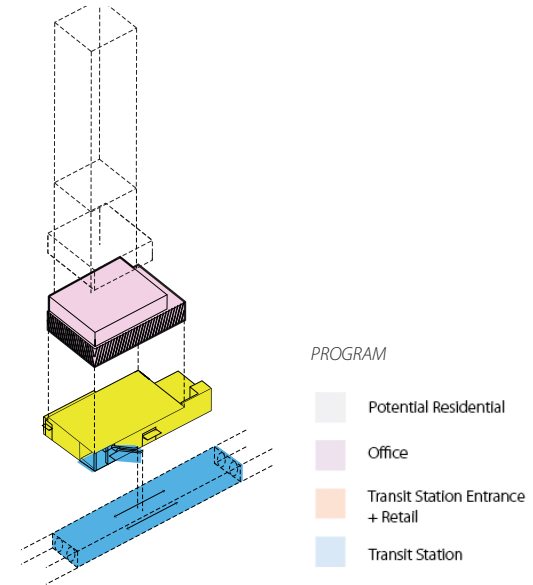 PROGRAM
Potential Residential
Office
Transit Station Entrance
+ Retail
Transit Station